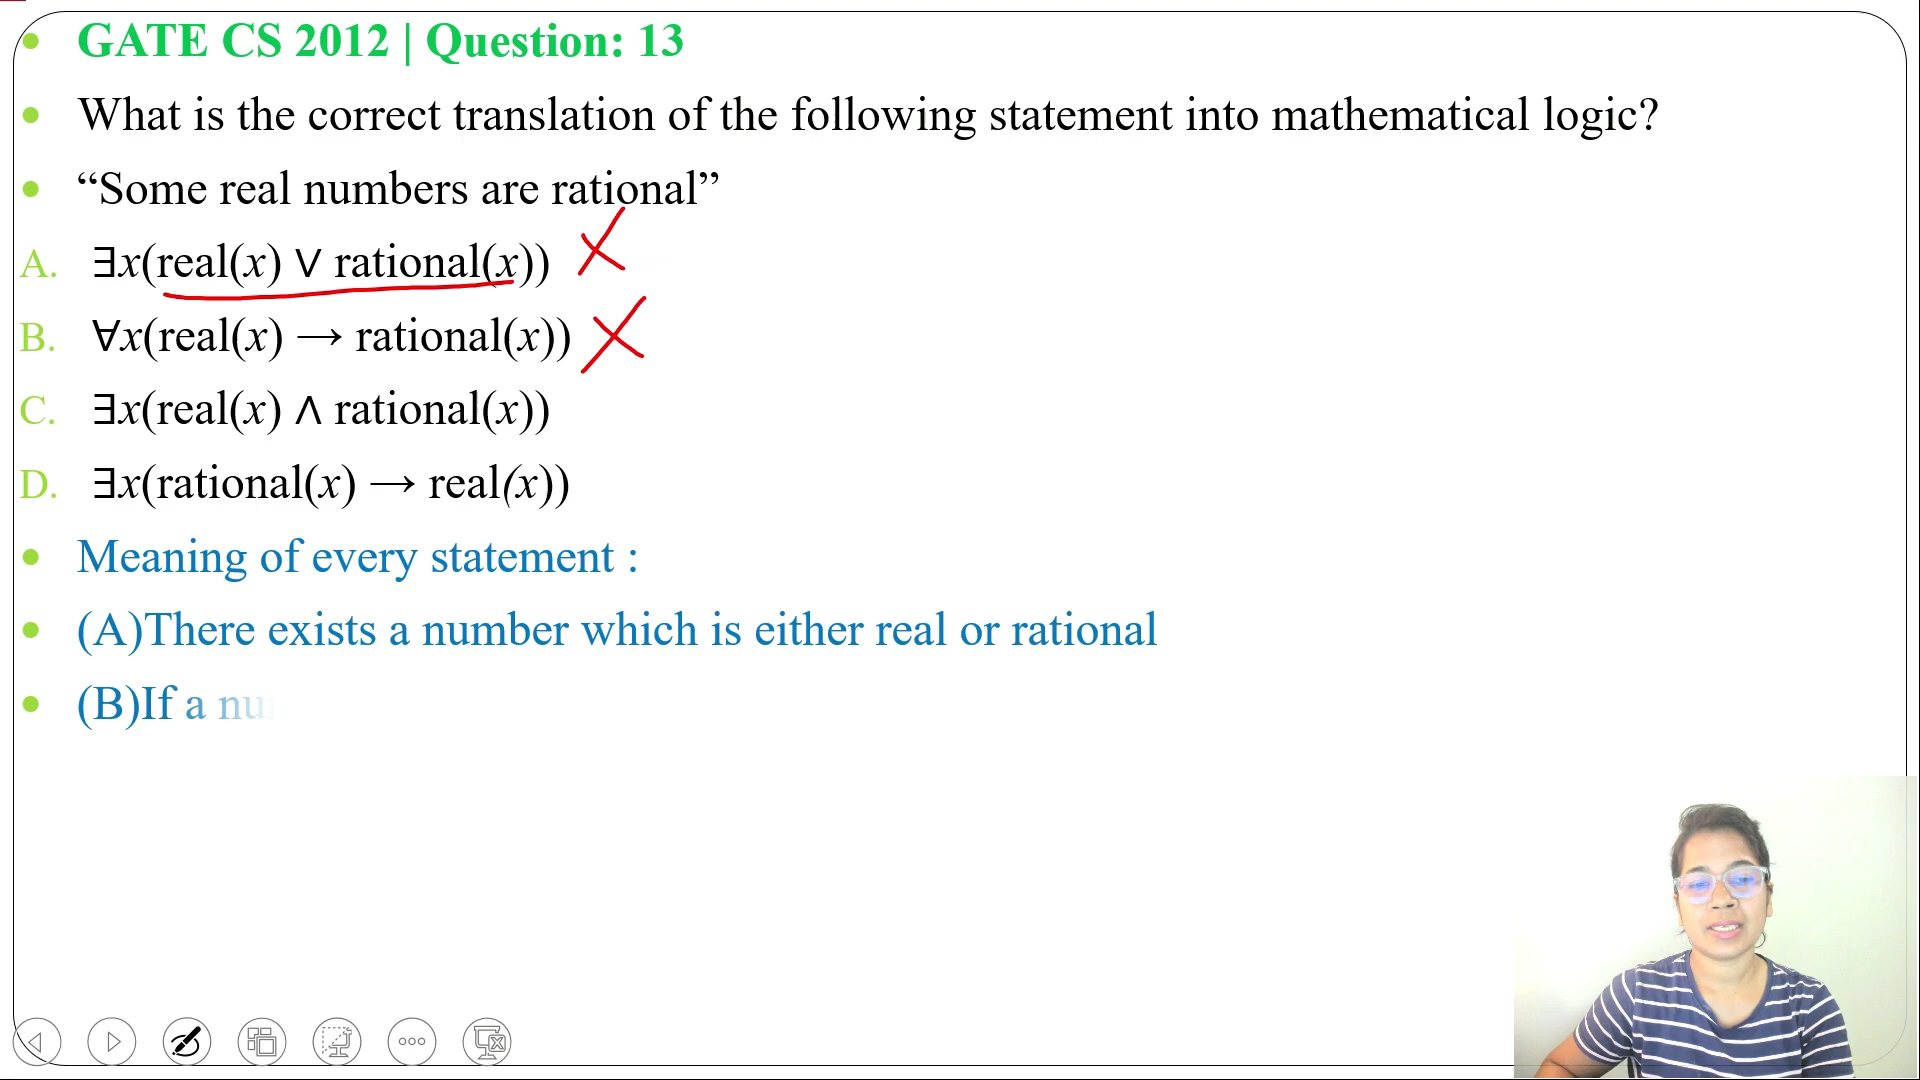 GATE CS 2012 | Question: 13
What is the correct translation of the following statement into mathematical logic?
“Some real numbers are rational”
A. ∃x(real(x) ∨ rational(x))
B. ∀x(real(x) → rational(x))
C. ∃x(real(x) ∧ rational(x))
D. ∃x(rational(x) → real(x))
Meaning of every statement :
(A)There exists a number which is either real or rational
(B)If a